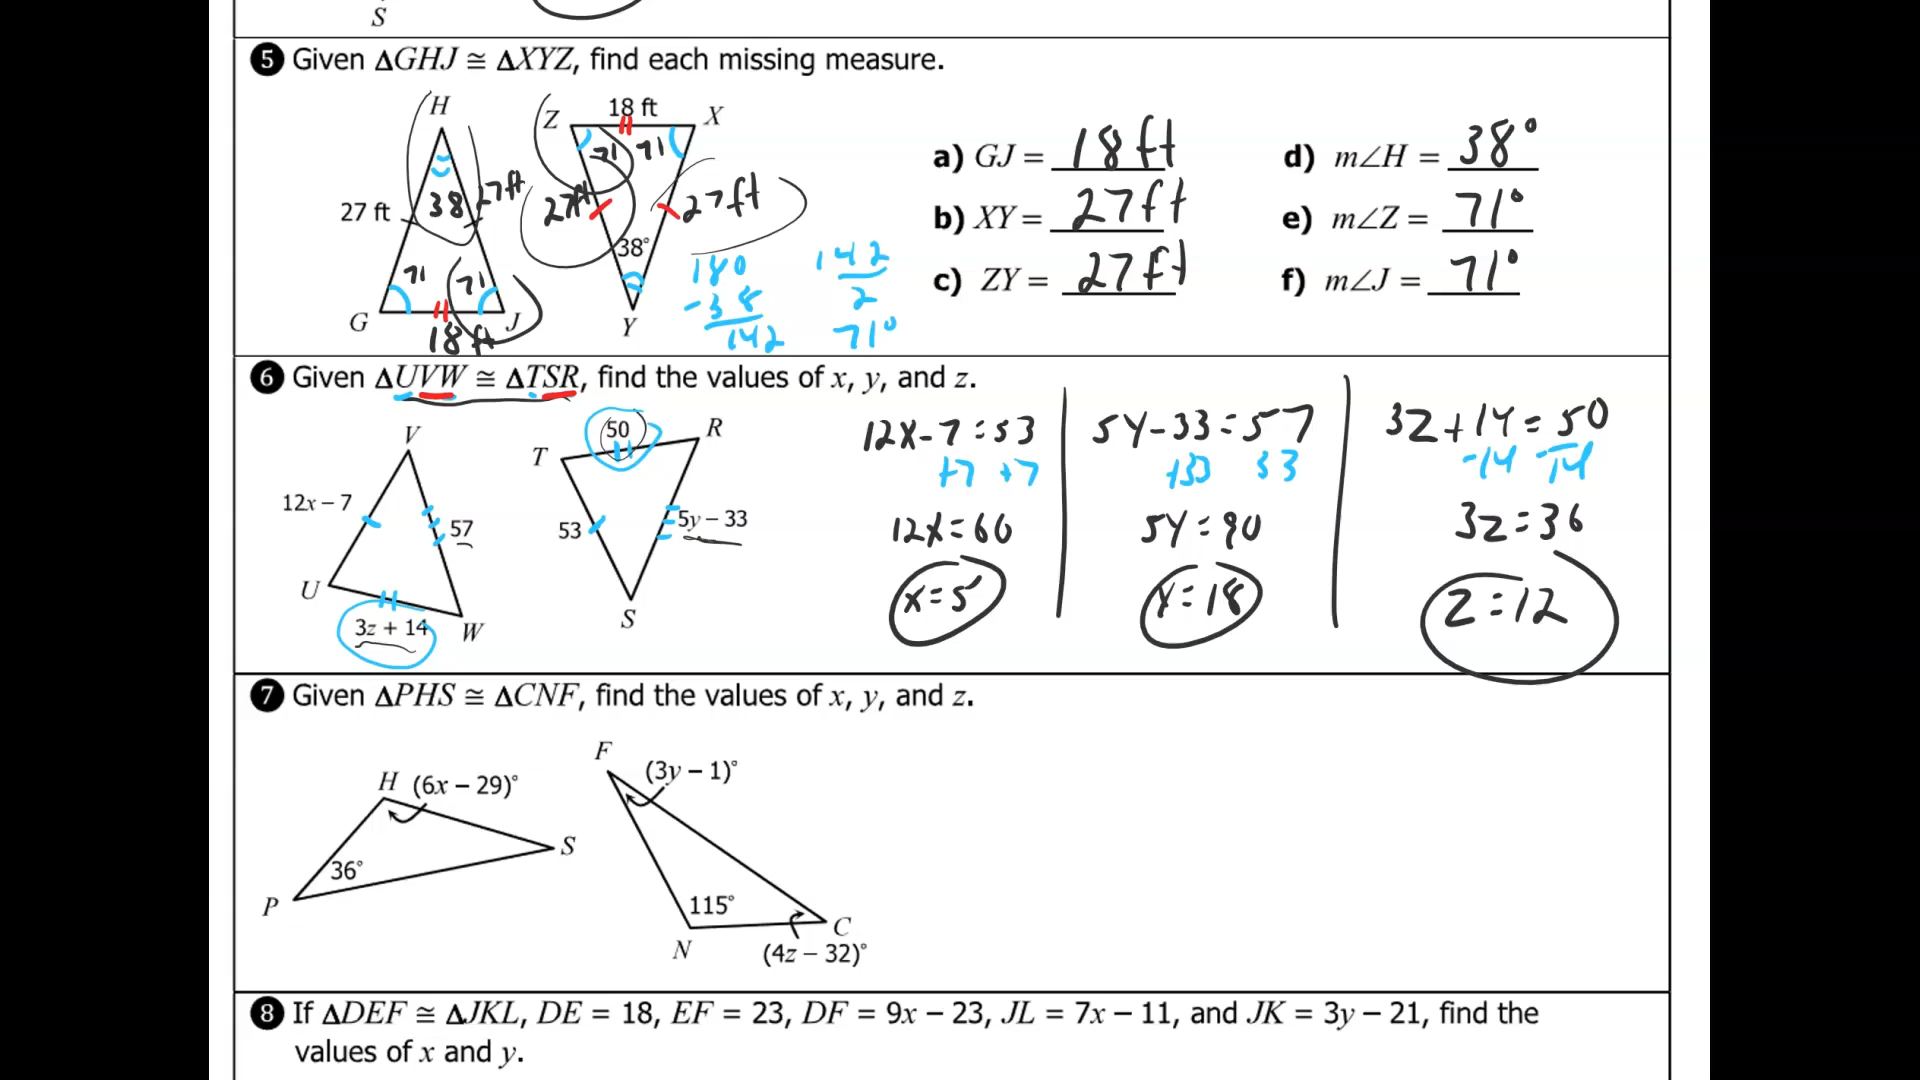 S
5 Given ΔGHJ ≅ ΔXYZ, find each missing measure.
H
Z
18 ft
X
71
71
27 ft
38
27ft
27ft
27ft
38°
71
71
G
J
18 ft
Y
180
-38
142
142
2
71°
a) GJ = 18ft
b) XY = 27ft
c) ZY = 27ft
d) m∠H = 38°
e) m∠Z = 71°
f) m∠J = 71°
6 Given ΔUVW ≅ ΔTSR, find the values of x, y, and z.
V
12x – 7
57
U
3z + 14
W
50
R
T
53
5y – 33
S
12x-7=53
+7 +7
12x=60
x=5
5y-33=57
+33 33
5y=90
y=18
3z+14=50
-14 -14
3z=36
z=12
7 Given ΔPHS ≅ ΔCNF, find the values of x, y, and z.
H (6x – 29)°
S
36°
P
F
(3y – 1)°
115°
C
N
(4z – 32)°
8 If ΔDEF ≅ ΔJKL, DE = 18, EF = 23, DF = 9x – 23, JL = 7x – 11, and JK = 3y – 21, find the
values of x and y.